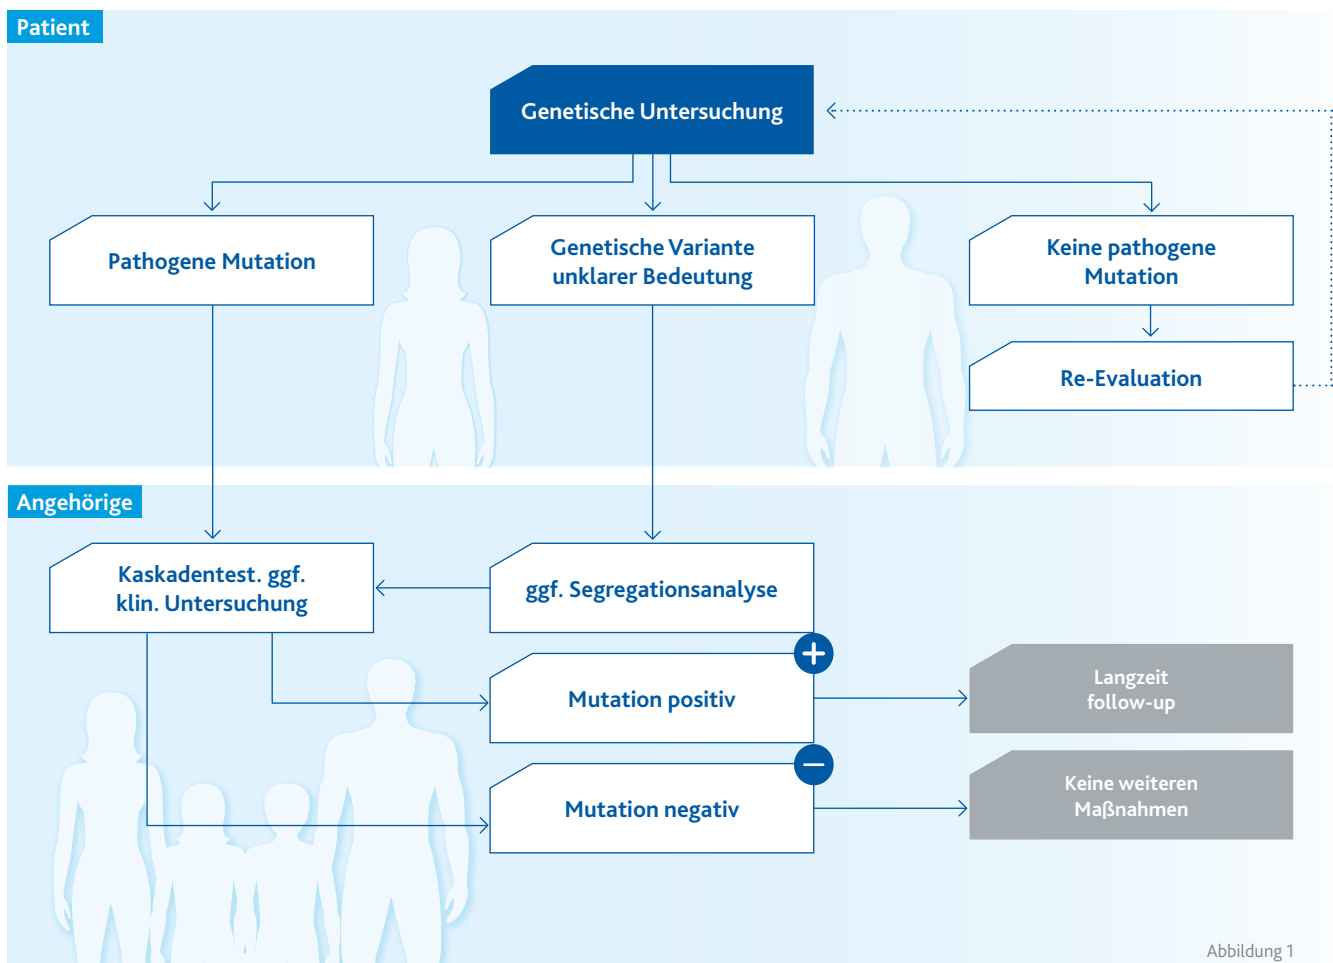 Patient
Genetische Untersuchung
Pathogene Mutation
Genetische Variante
unklarer Bedeutung
Keine pathogene
Mutation
Re-Evaluation
Angehörige
Kaskadentest. ggf.
klin. Untersuchung
ggf. Segregationsanalyse
Mutation positiv
Langzeit
follow-up
Mutation negativ
Keine weiteren
Maßnahmen
Abbildung 1